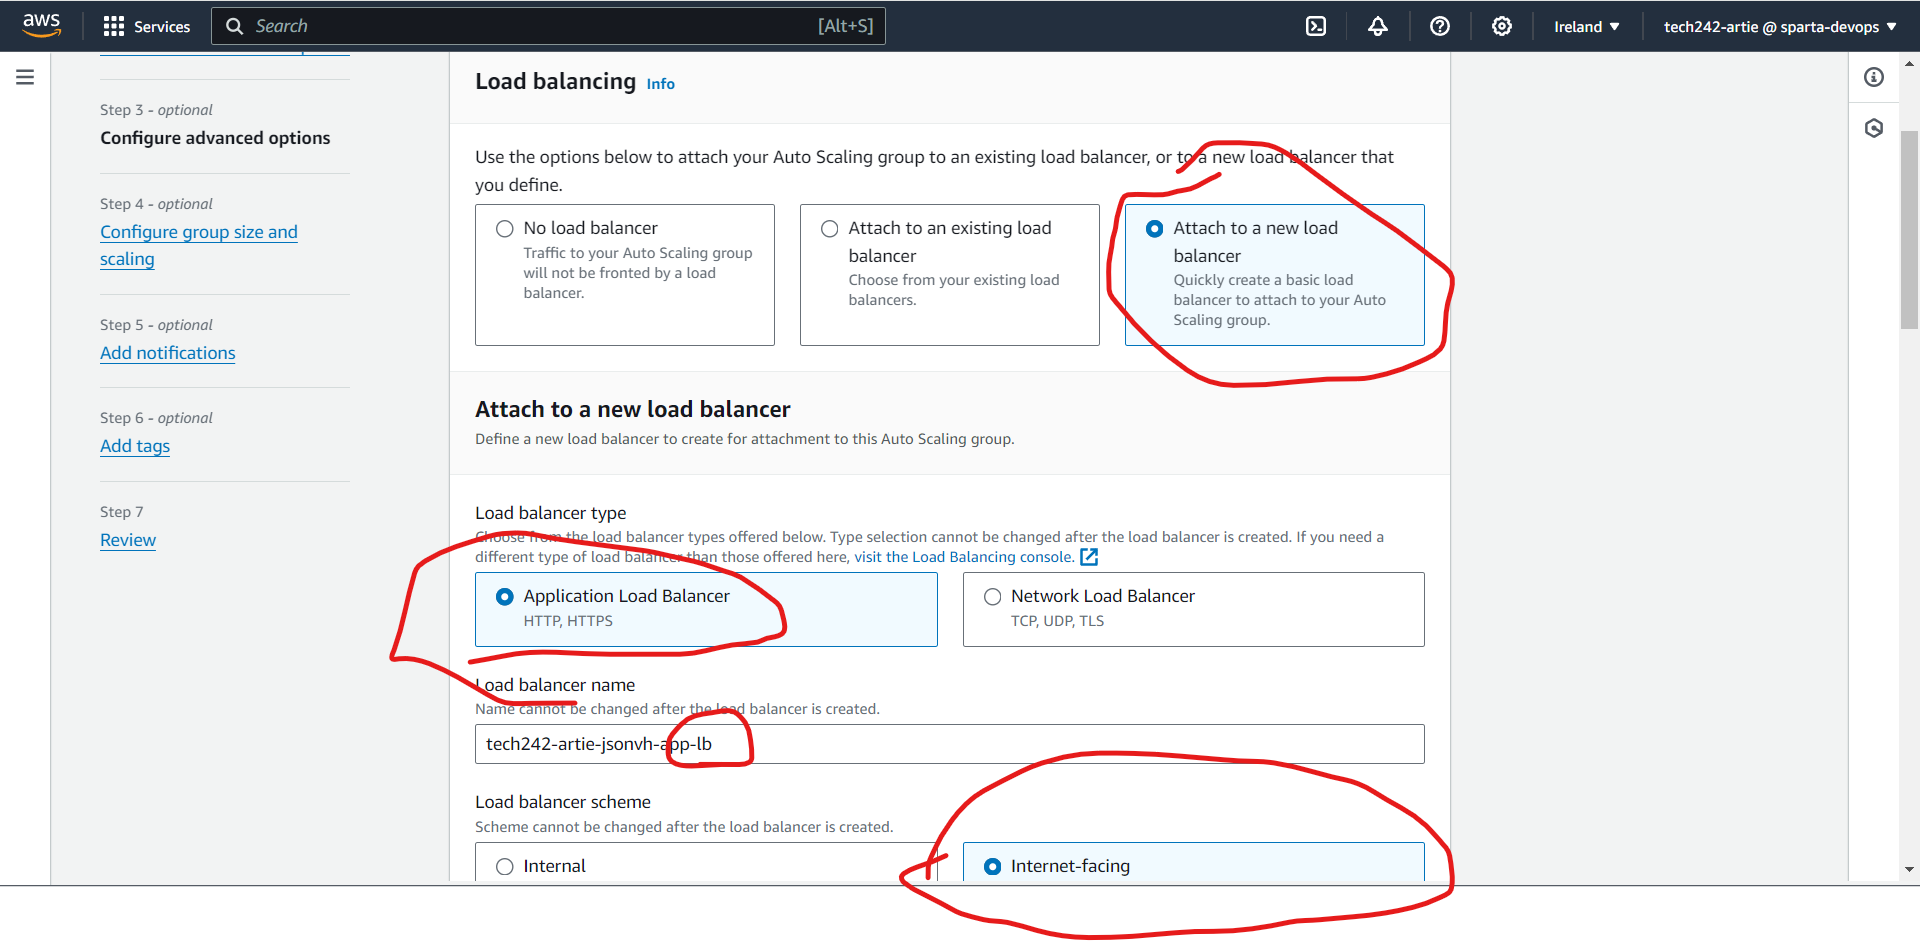 aws
Services
Search
[Alt+S]
Ireland ▼
tech242-artie @ sparta-devops ▼
Step 3 - optional
Configure advanced options
Step 4 - optional
Configure group size and
scaling
Step 5 - optional
Add notifications
Step 6 - optional
Add tags
Step 7
Review
Load balancing Info
Use the options below to attach your Auto Scaling group to an existing load balancer, or to a new load balancer that
you define.
No load balancer
Traffic to your Auto Scaling group
will not be fronted by a load
balancer.
Attach to an existing load
balancer
Choose from your existing load
balancers.
Attach to a new load
balancer
Quickly create a basic load
balancer to attach to your Auto
Scaling group.
Attach to a new load balancer
Define a new load balancer to create for attachment to this Auto Scaling group.
Load balancer type
Choose from the load balancer types offered below. Type selection cannot be changed after the load balancer is created. If you need a
different type of load balancer than those offered here, visit the Load Balancing console.
Application Load Balancer
HTTP, HTTPS
Network Load Balancer
TCP, UDP, TLS
Load balancer name
Name cannot be changed after the load balancer is created.
tech242-artie-jsonvh-app-lb
Load balancer scheme
Scheme cannot be changed after the load balancer is created.
Internal
Internet-facing